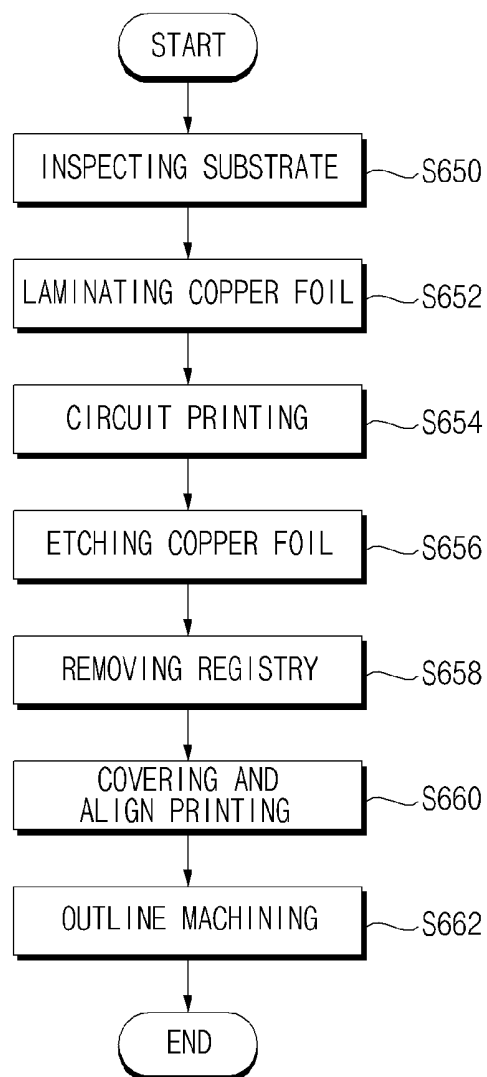 START
INSPECTING SUBSTRATE
S650
LAMINATING COPPER FOIL
S652
CIRCUIT PRINTING
S654
ETCHING COPPER FOIL
S656
REMOVING REGISTRY
S658
COVERING AND
ALIGN PRINTING
S660
OUTLINE MACHINING
S662
END